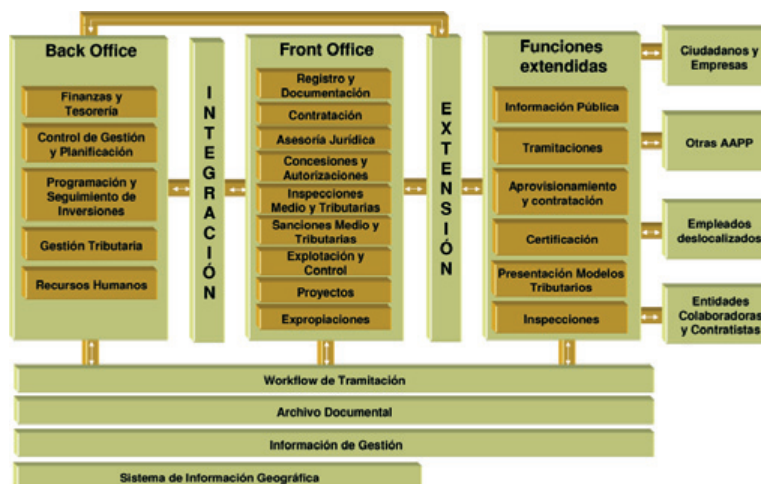 Back Office
Finanzas y
Tesorería
Control de Gestión
y Planificación
Programación y
Seguimiento de
Inversiones
Gestión Tributaria
Recursos Humanos
INTEGRACIÓN
Front Office
Registro y
Documentación
Contratación
Asesoría Jurídica
Concesiones y
Autorizaciones
Inspecciones
Medio y Tributarias
Sanciones Medio y
Tributarias
Explotación y
Control
Proyectos
Expropiaciones
EXTENSIÓN
Funciones
extendidas
Información Pública
Tramitaciones
Aprovisionamiento
y contratación
Certificación
Presentación Modelos
Tributarios
Inspecciones
Ciudadanos y
Empresas
Otras AAPP
Empleados
deslocalizados
Entidades
Colaboradoras
y Contratistas
Workflow de Tramitación
Archivo Documental
Información de Gestión
Sistema de Información Geográfica